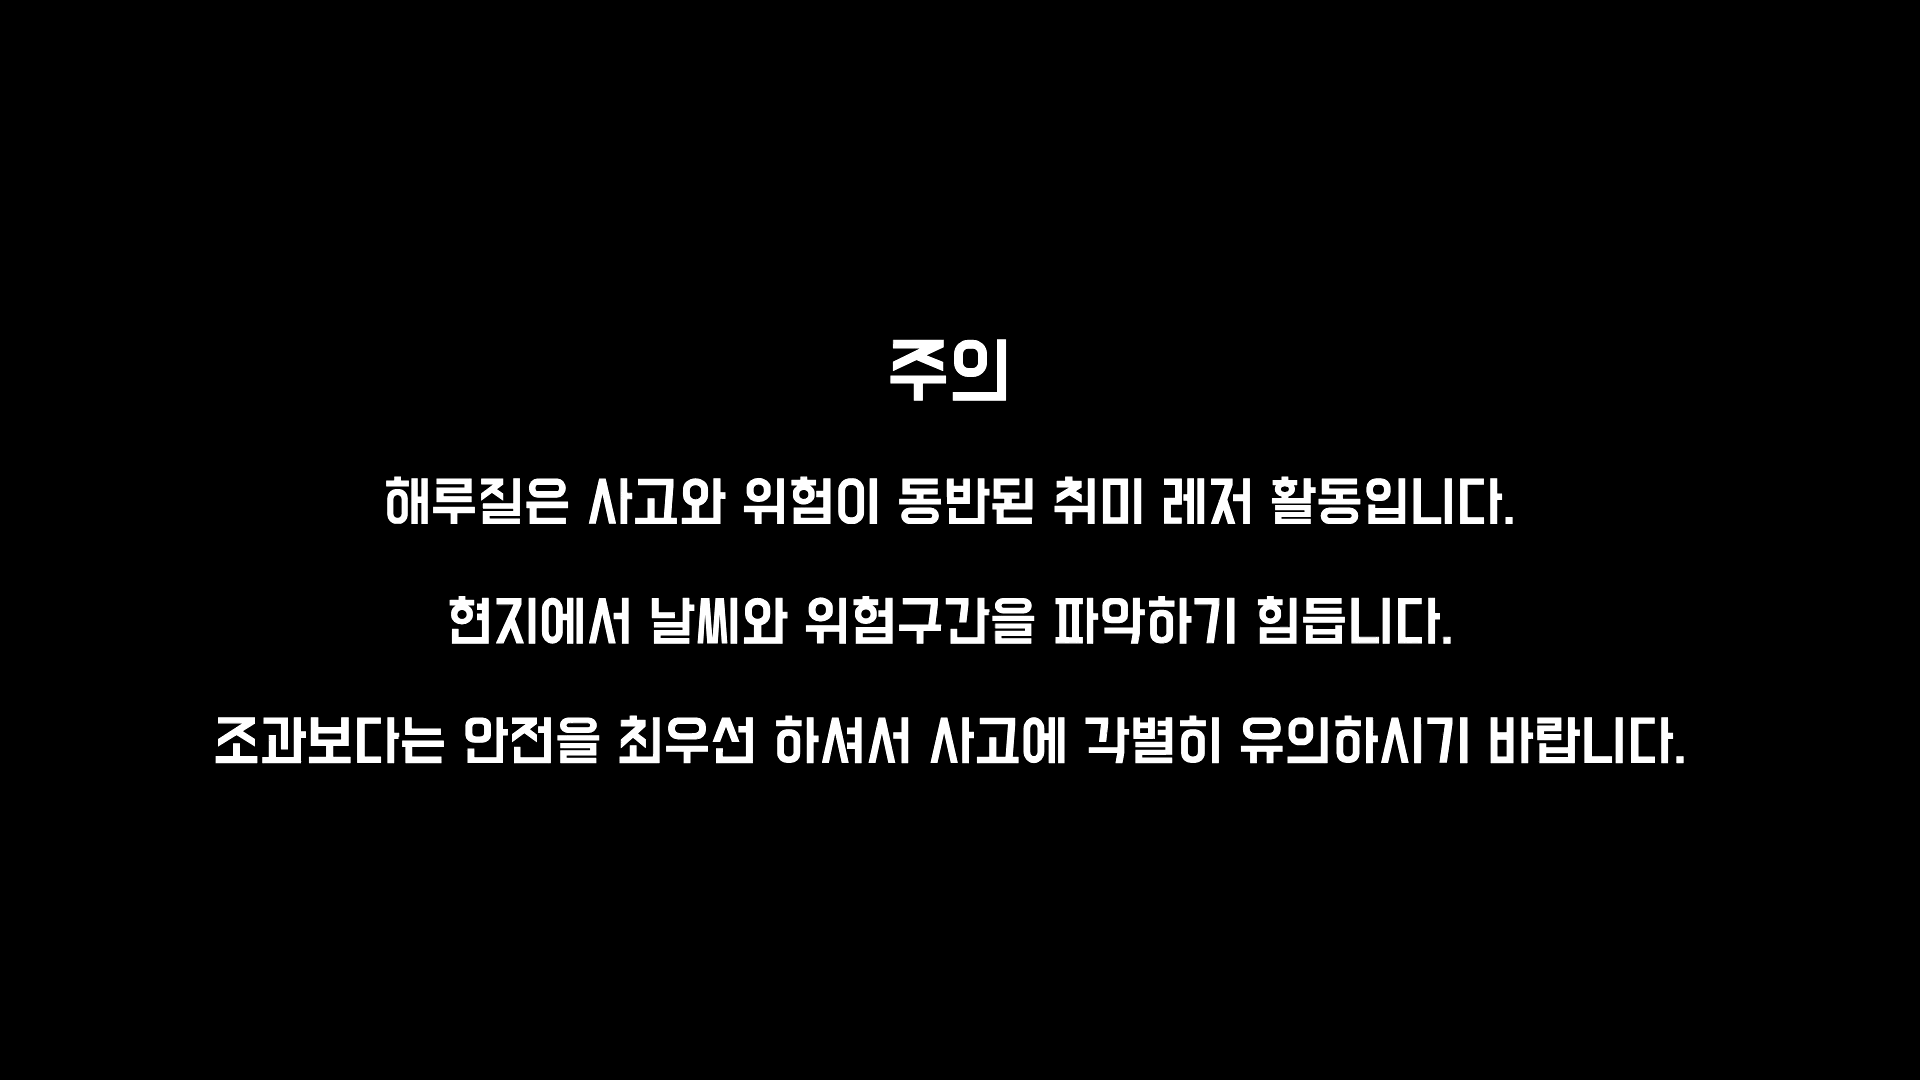 주의
해루질은 사고와 위험이 동반된 취미 레저 활동입니다.
현지에서 날씨와 위험구간을 파악하기 힘듭니다.
조과보다는 안전을 최우선 하셔서 사고에 각별히 유의하시기 바랍니다.